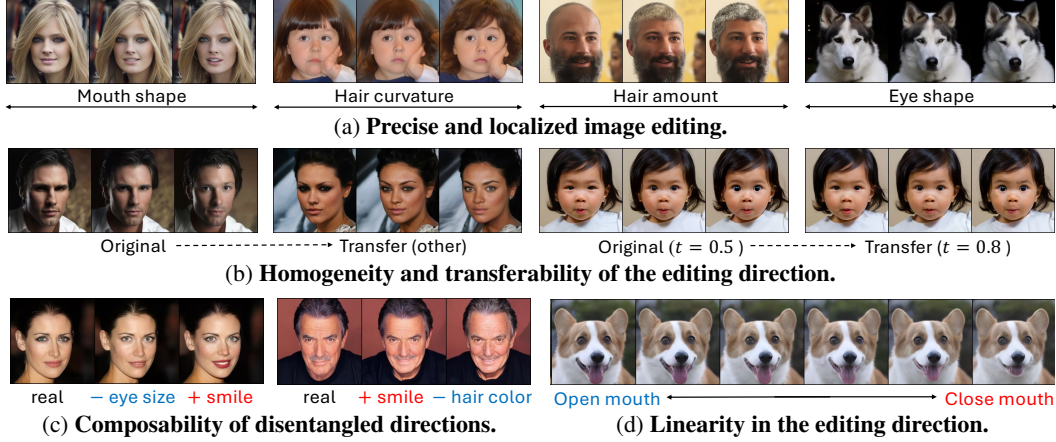 Mouth shape
Hair curvature
Hair amount
Eye shape
(a) Precise and localized image editing.
Original
Transfer (other)
Original (t = 0.5 )
Transfer (t = 0.8 )
(b) Homogeneity and transferability of the editing direction.
real
− eye size
+ smile
real
+ smile
− hair color
Open mouth
Close mouth
(c) Composability of disentangled directions.
(d) Linearity in the editing direction.